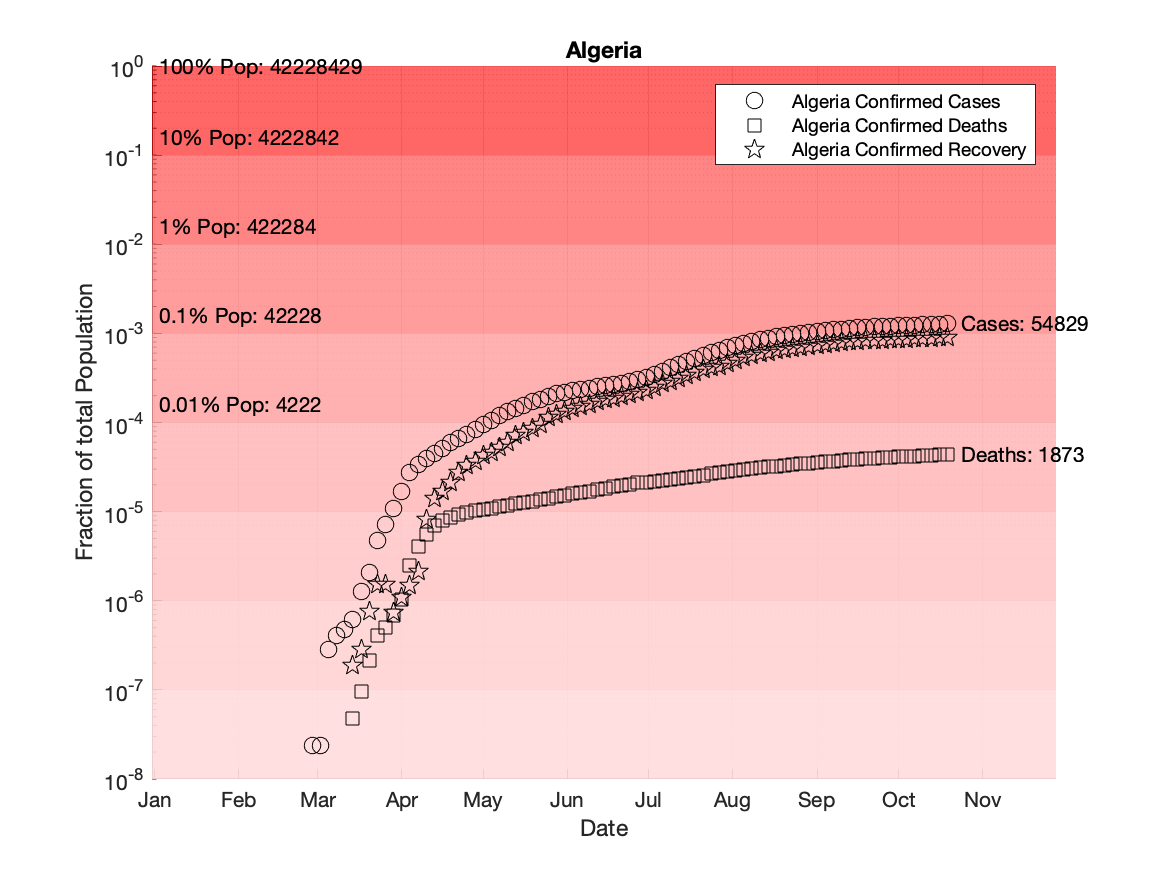 Algeria
10^0
100% Pop: 42228429
Algeria Confirmed Cases
Algeria Confirmed Deaths
Algeria Confirmed Recovery
10% Pop: 4222842
10^-1
1% Pop: 422284
10^-2
0.1% Pop: 42228
10^-3
Cases: 54829
0.01% Pop: 4222
10^-4
Deaths: 1873
10^-5
10^-6
10^-7
10^-8
Fraction of total Population
Jan Feb Mar Apr May Jun Jul Aug Sep Oct Nov
Date